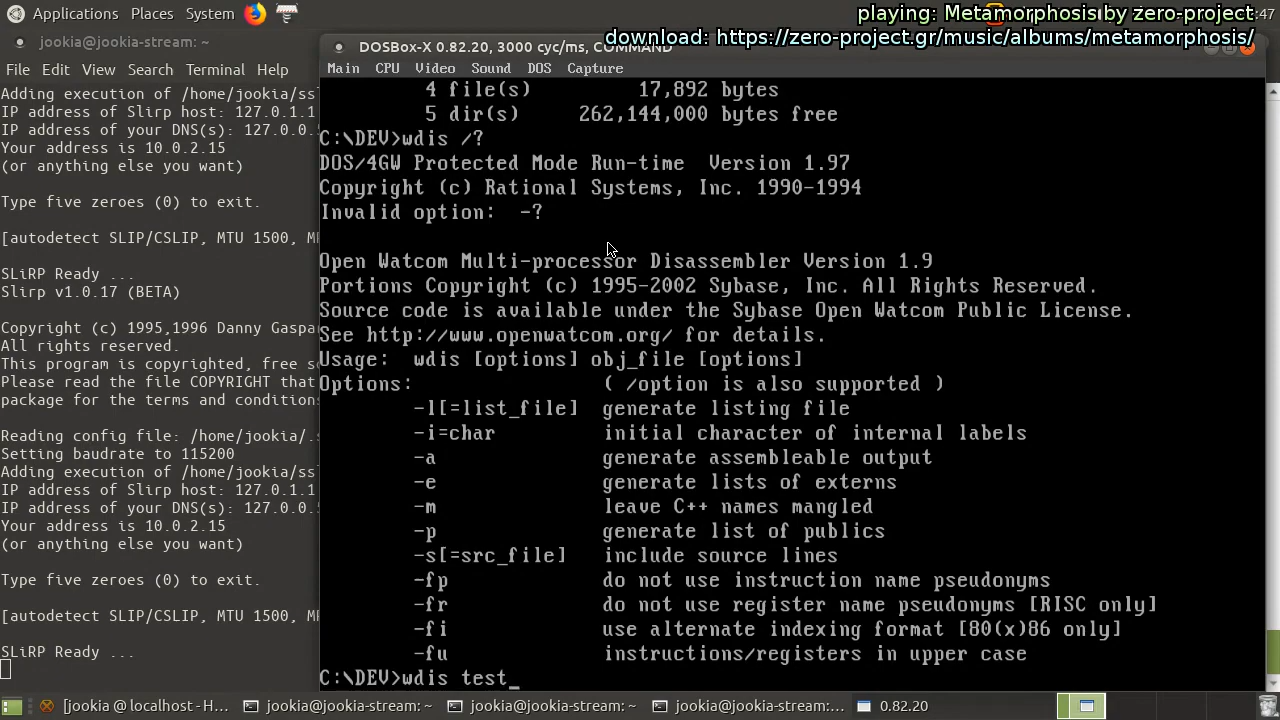 Applications Places System
:47
playing: Metamorphosis by zero-project
download: https://zero-project.gr/music/albums/metamorphosis/
jookia@jookia-stream: ~
File Edit View Search Terminal Help
Adding execution of /home/jookia/ssl
IP address of Slirp host: 127.0.1.1
IP address of your DNS(s): 127.0.0.5
Your address is 10.0.2.15
(or anything else you want)
Type five zeroes (0) to exit.
[autodetect SLIP/CSLIP, MTU 1500, MR
SLiRP Ready ...
Slirp v1.0.17 (BETA)
Copyright (c) 1995,1996 Danny Gaspa
All rights reserved.
This program is copyrighted, free so
Please read the file COPYRIGHT that
package for the terms and conditions
Reading config file: /home/jookia/.s
Setting baudrate to 115200
Adding execution of /home/jookia/ssl
IP address of Slirp host: 127.0.1.1
IP address of your DNS(s): 127.0.0.5
Your address is 10.0.2.15
(or anything else you want)
Type five zeroes (0) to exit.
[autodetect SLIP/CSLIP, MTU 1500, MR
SLiRP Ready ...
DOSBox-X 0.82.20, 3000 cyc/ms, COMMAND
Main CPU Video Sound DOS Capture
4 file(s) 17,892 bytes
5 dir(s) 262,144,000 bytes free
C:\DEV>wdis /?
DOS/4GW Protected Mode Run-time Version 1.97
Copyright (c) Rational Systems, Inc. 1990-1994
Invalid option: -?
Open Watcom Multi-processor Disassembler Version 1.9
Portions Copyright (c) 1995-2002 Sybase, Inc. All Rights Reserved.
Source code is available under the Sybase Open Watcom Public License.
See http://www.openwatcom.org/ for details.
Usage: wdis [options] obj_file [options]
Options: ( /option is also supported )
-l[=list_file] generate listing file
-i=char initial character of internal labels
-a generate assembleable output
-e generate lists of externs
-m leave C++ names mangled
-p generate list of publics
-s[=src_file] include source lines
-fp do not use instruction name pseudonyms
-fr do not use register name pseudonyms [RISC only]
-fi use alternate indexing format [80(x)86 only]
-fu instructions/registers in upper case
C:\DEV>wdis test_
[jookia @ localhost - H... jookia@jookia-stream: ~ jookia@jookia-stream: ~ jookia@jookia-stream:... 0.82.20